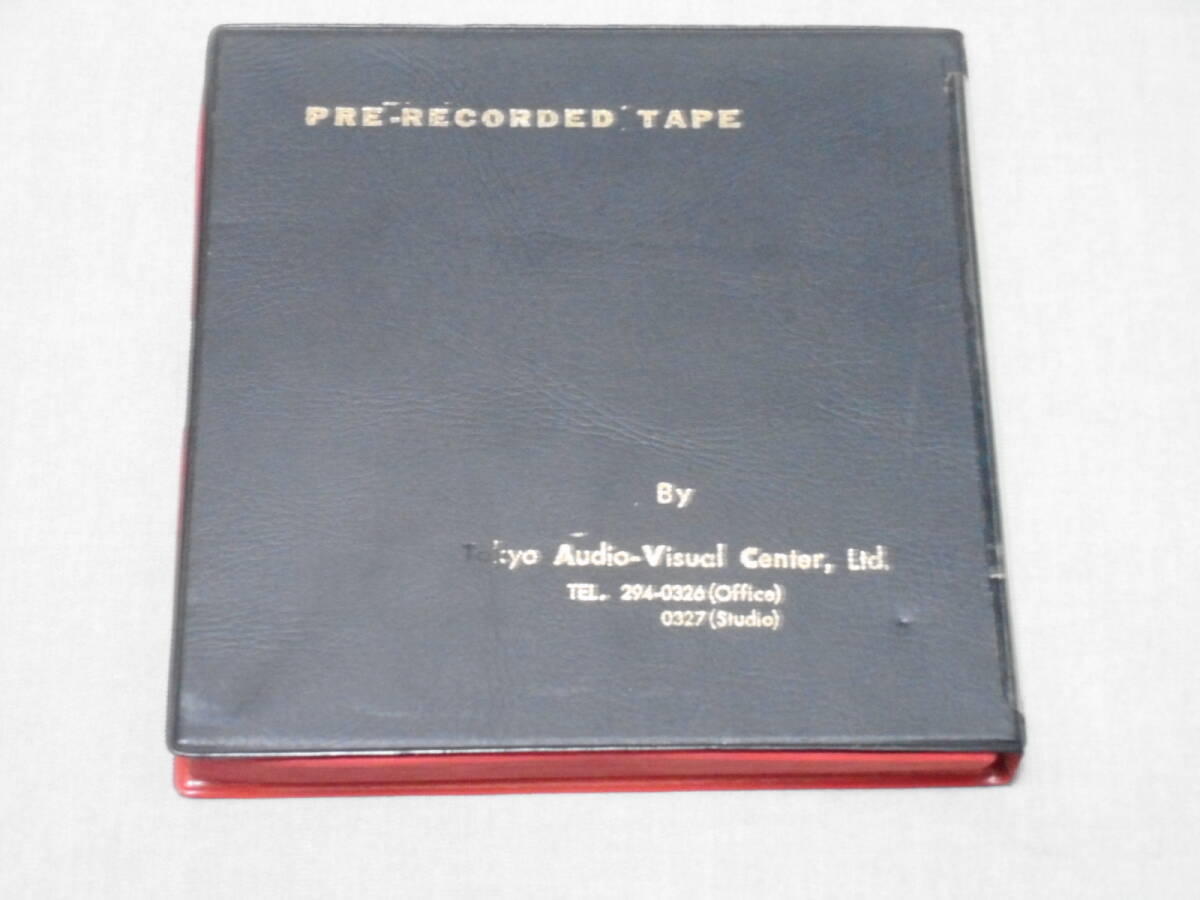 PRE-RECORDED TAPE
By
Tokyo Audio-Visual Center, Ltd.
TEL. 294-0326 (Office)
0327 (Studio)